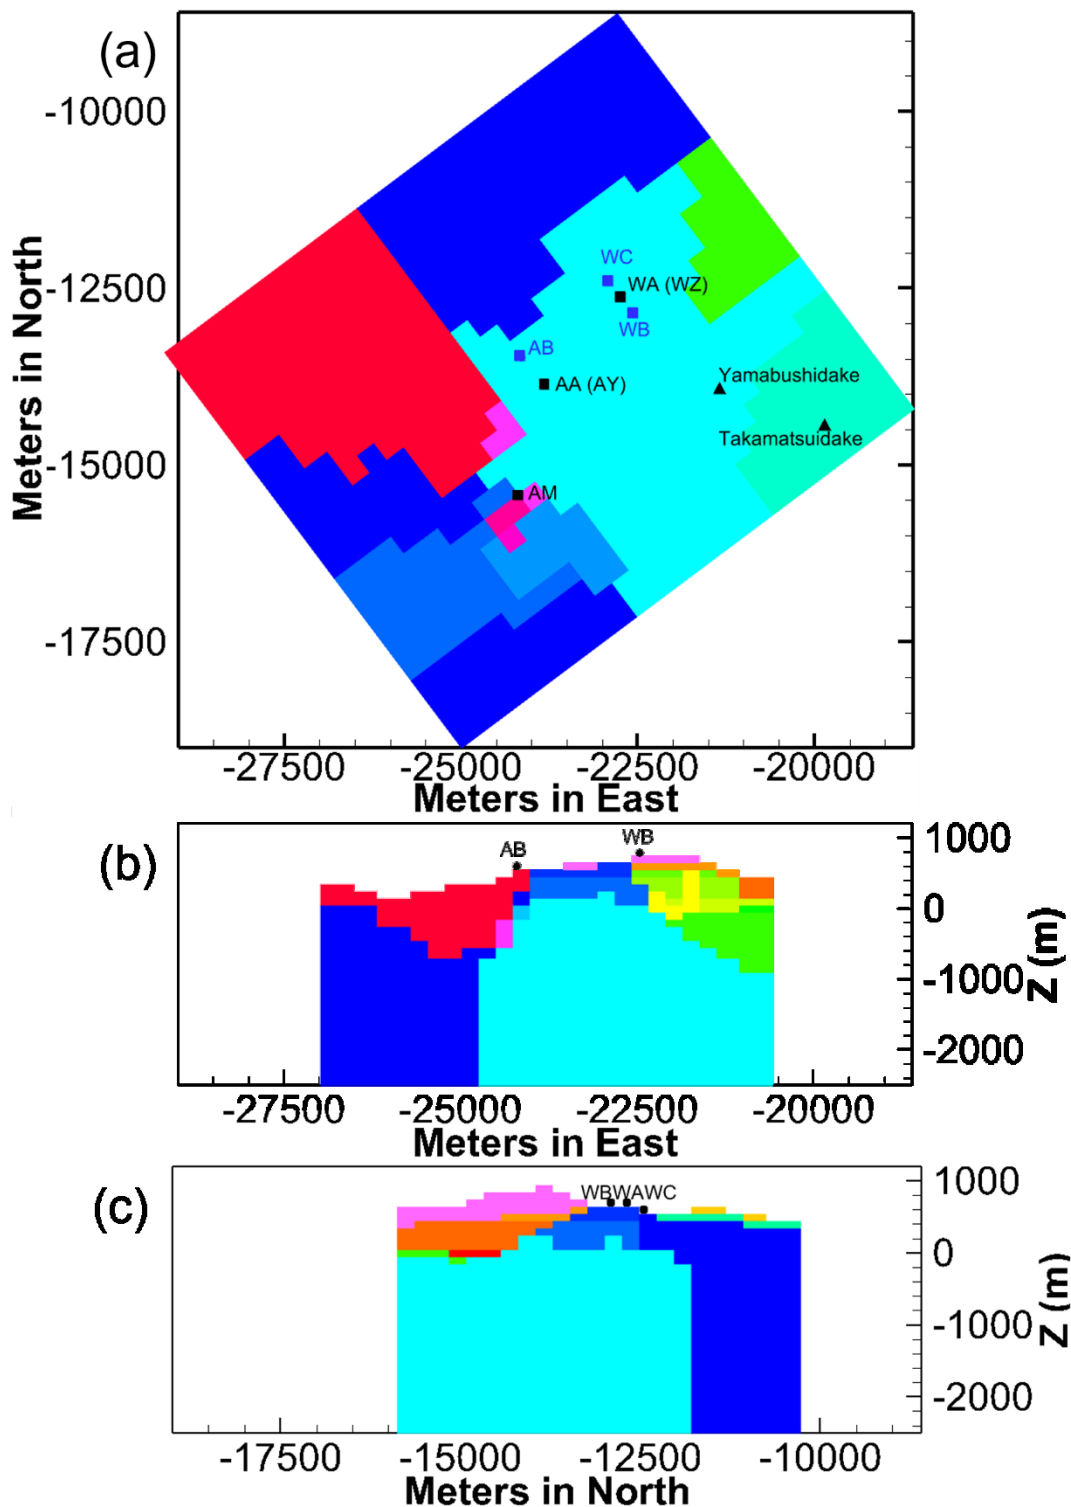 (a)
-10000
-12500
-15000
-17500
Meters in North
WC
WA (WZ)
WB
AB
AA (AY)
Yamabushidake
Takamatsuidake
AM
-27500 -25000 -22500 -20000
Meters in East
(b)
AB
WB
1000
0
-1000
-2000
Z (m)
-27500 -25000 -22500 -20000
Meters in East
(c)
WBWAWC
1000
0
-1000
-2000
Z (m)
-17500 -15000 -12500 -10000
Meters in North